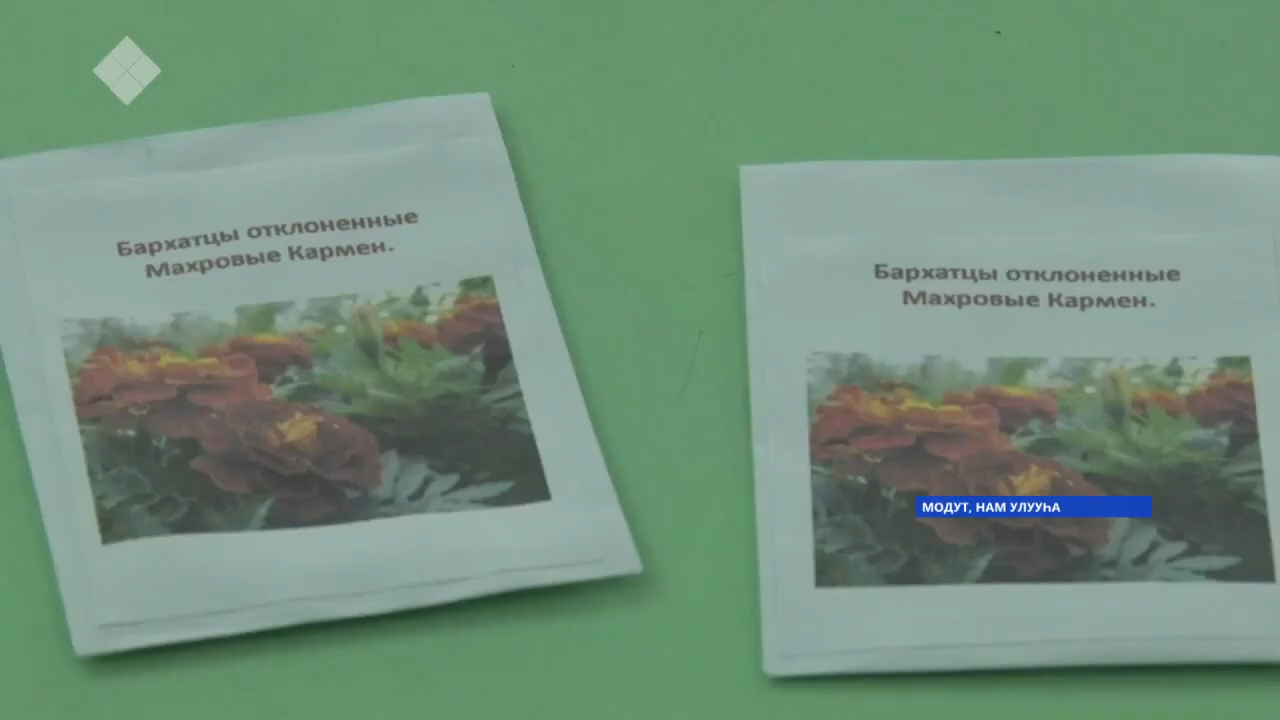 Бархатцы отклоненные
Махровые Кармен.
Бархатцы отклоненные
Махровые Кармен.
МОДУТ, НАМ УЛУУҺА